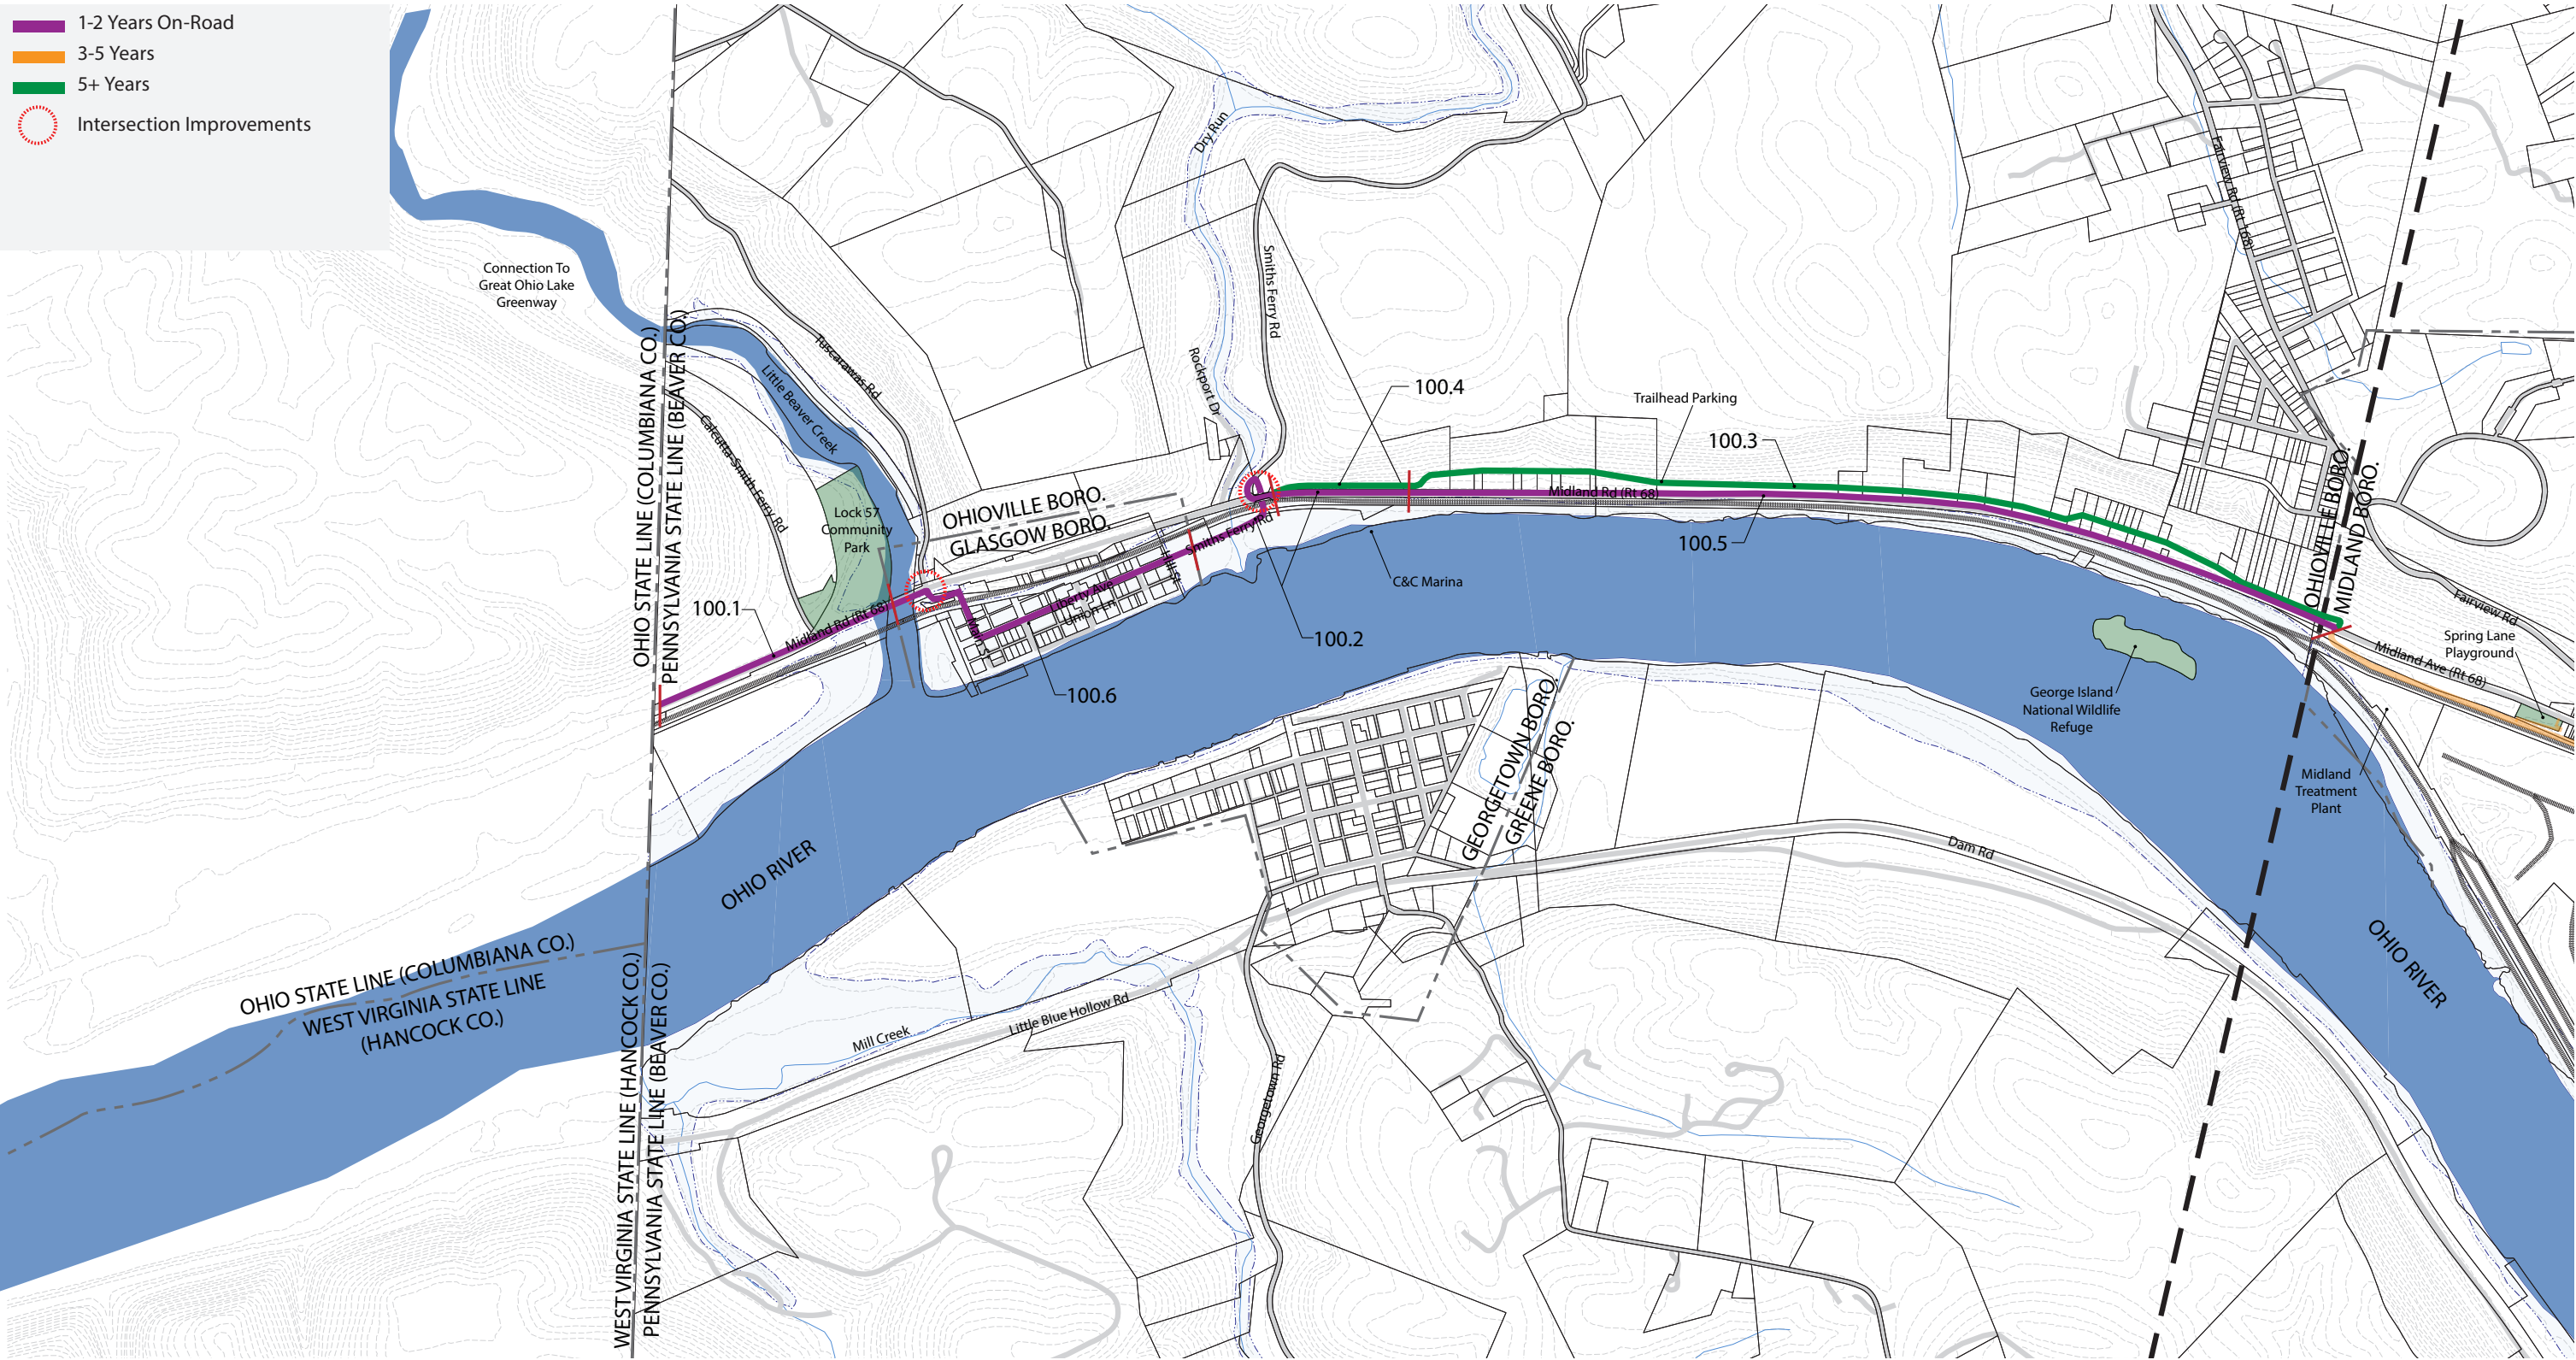 1-2 Years On-Road
3-5 Years
5+ Years
Intersection Improvements
Connection To
Great Ohio Lake
Greenway
Dry Run
Fairview Rd (Rt 168)
Smiths Ferry Rd
Rockport Dr
Tuscarawas Rd
Little Beaver Creek
Calcutta-Smith Ferry Rd
OHIO STATE LINE (COLUMBIANA CO.)
PENNSYLVANIA STATE LINE (BEAVER CO.)
Lock 57
Community
Park
OHIOVILLE BORO.
GLASGOW BORO.
100.4
Trailhead Parking
100.3
Midland Rd (Rt 68)
100.5
Smiths Ferry Rd
C&C Marina
100.1
Midland Rd (Rt 68)
Main St
Liberty Ave
Union Ln
Hill St
100.2
100.6
OHIOVILLE BORO.
MIDLAND BORO.
Fairview Rd
Spring Lane
Playground
Midland Ave (Rt 68)
George Island
National Wildlife
Refuge
Midland
Treatment
Plant
GEORGETOWN BORO.
GREENE BORO.
Dam Rd
OHIO RIVER
OHIO RIVER
OHIO STATE LINE (COLUMBIANA CO.)
WEST VIRGINIA STATE LINE
(HANCOCK CO.)
WEST VIRGINIA STATE LINE (HANCOCK CO.)
PENNSYLVANIA STATE LINE (BEAVER CO.)
Mill Creek
Little Blue Hollow Rd
Georgetown Rd